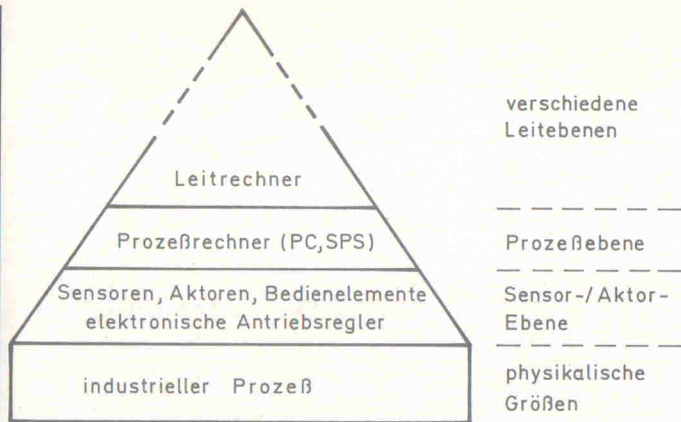 verschiedene
Leitebenen
Leitrechner
Prozeßrechner (PC,SPS)
Prozeßebene
Sensoren, Aktoren, Bedienelemente
elektronische Antriebsregler
Sensor-/Aktor-
Ebene
industrieller Prozeß
physikalische
Größen